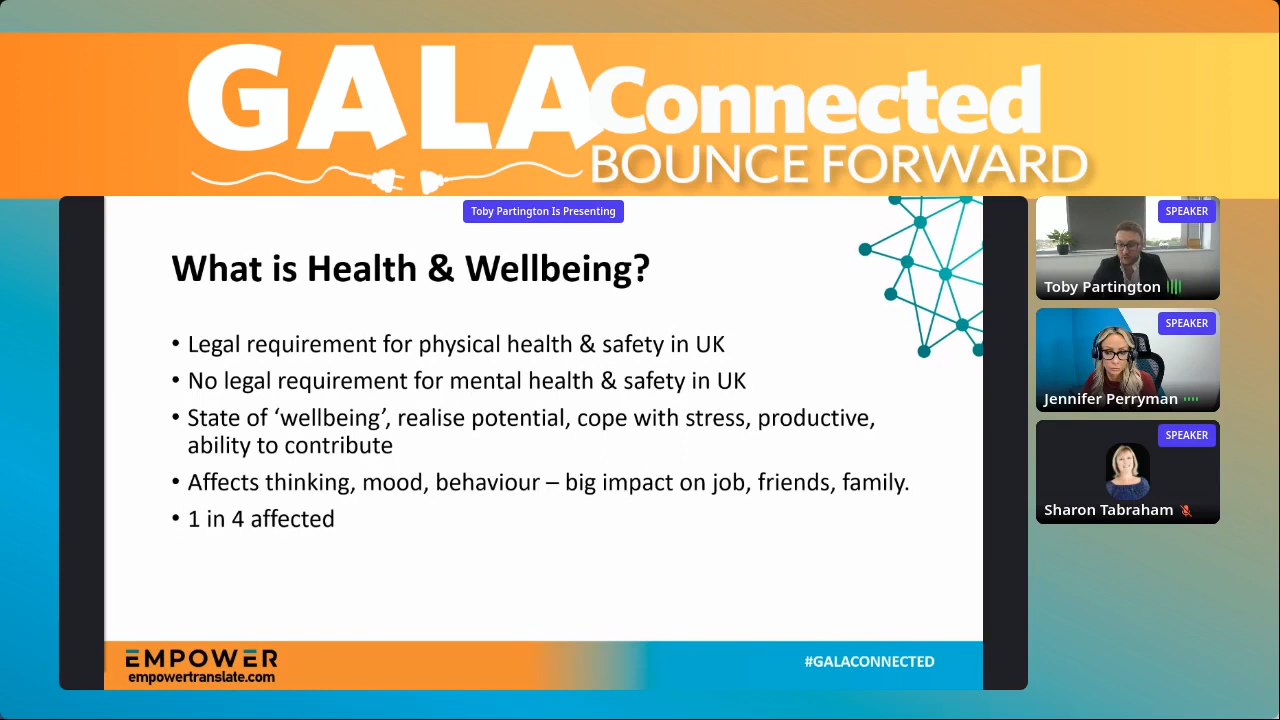 GALA Connected
BOUNCE FORWARD
Toby Partington Is Presenting
What is Health & Wellbeing?
• Legal requirement for physical health & safety in UK
• No legal requirement for mental health & safety in UK
• State of ‘wellbeing’, realise potential, cope with stress, productive,
ability to contribute
• Affects thinking, mood, behaviour – big impact on job, friends, family.
• 1 in 4 affected
EMPOWER
empowertranslate.com
#GALACONNECTED
SPEAKER
Toby Partington
SPEAKER
Jennifer Perryman
SPEAKER
Sharon Tabraham